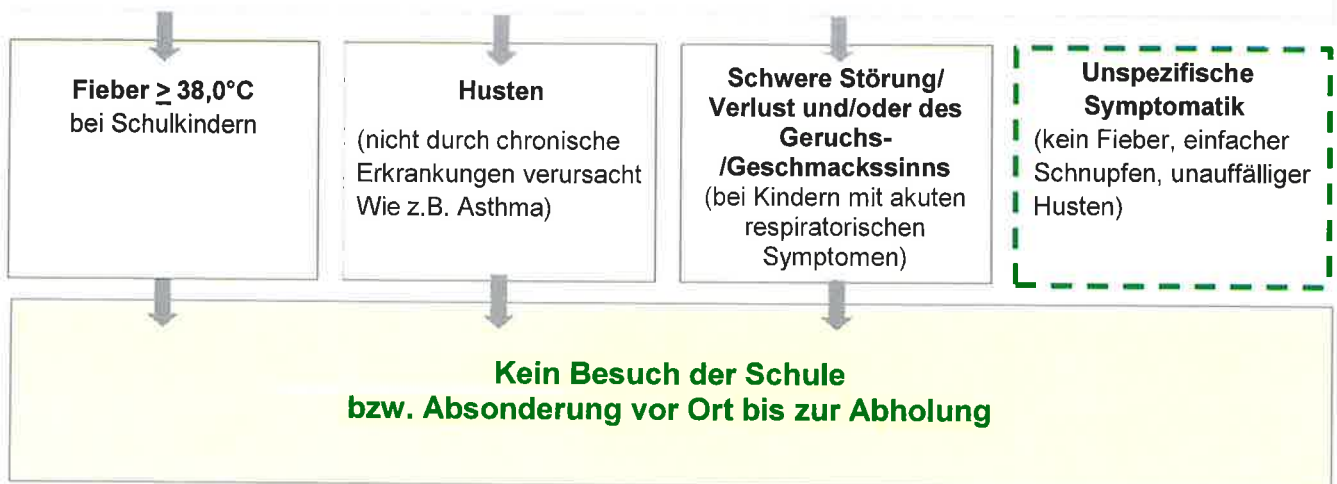 Fieber ≥ 38,0°C
bei Schulkindern
Husten
(nicht durch chronische
Erkrankungen verursacht
Wie z.B. Asthma)
Schwere Störung/
Verlust und/oder des
Geruchs-
/Geschmackssinns
(bei Kindern mit akuten
respiratorischen
Symptomen)
Unspezifische
Symptomatik
(kein Fieber, einfacher
Schnupfen, unauffälliger
Husten)
Kein Besuch der Schule
bzw. Absonderung vor Ort bis zur Abholung